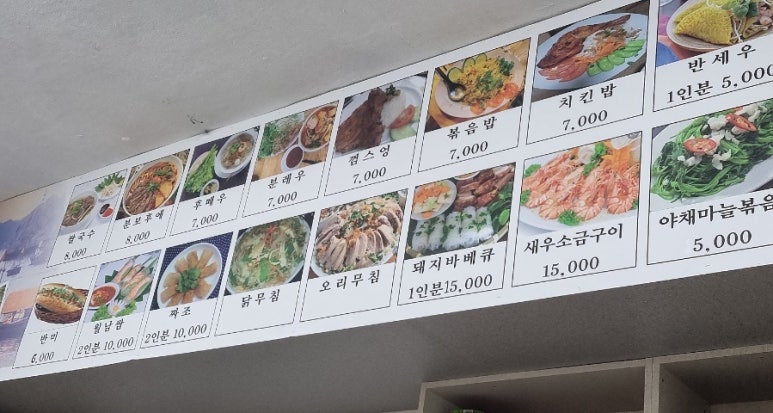 쌀국수
8,000
분보후에
8,000
후때우
7,000
분레우
7,000
껌스엉
7,000
볶음밥
7,000
치킨밥
7,000
반세우
1인분 5,000
반미
6,000
월남쌈
2인분 10,000
짜조
2인분 10,000
닭무침
오리무침
돼지바베큐
1인분15,000
새우소금구이
15,000
야채마늘볶음
5,000